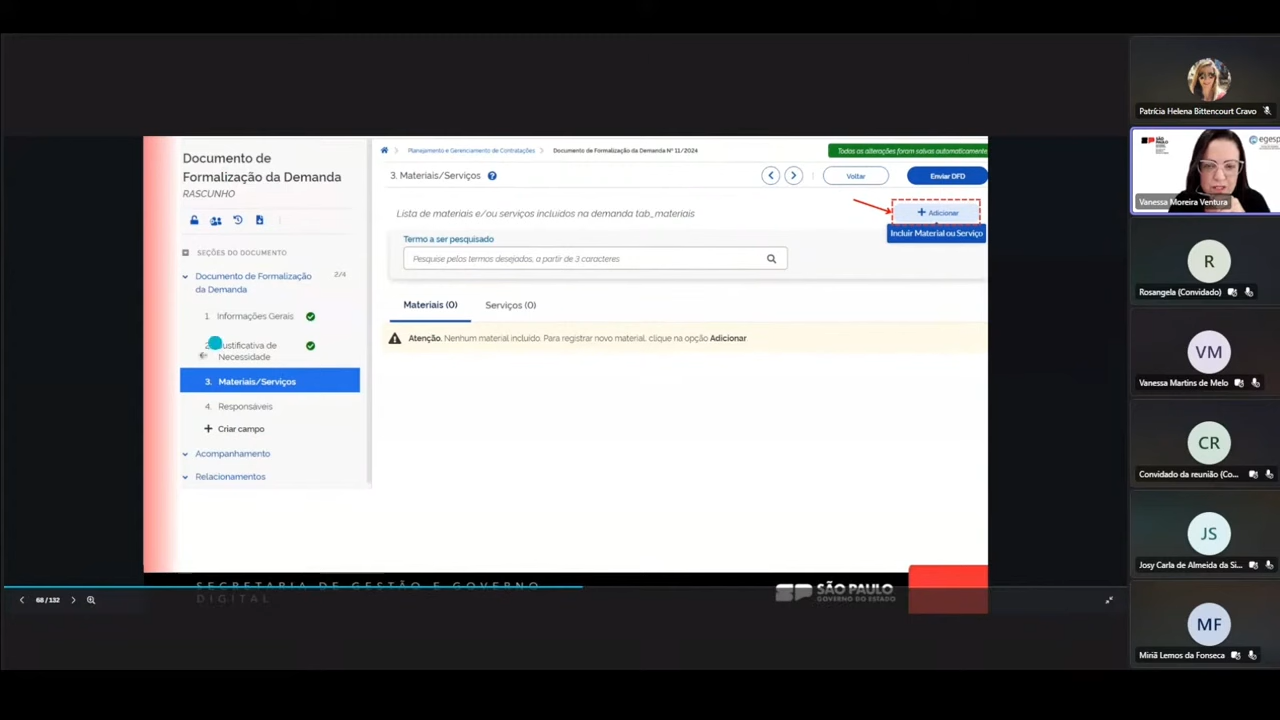 Documento de
Formalização da Demanda
RASCUNHO
SEÇÕES DO DOCUMENTO
Documento de Formalização
da Demanda
2/4
1. Informações Gerais
ustificativa de
Necessidade
3. Materiais/Serviços
4. Responsáveis
+ Criar campo
Acompanhamento
Relacionamentos
Planejamento e Gerenciamento de Contratações > Documento de Formalização da Demanda Nº 11/2024
Todas as alterações foram salvas automaticamente
3. Materiais/Serviços ?
Voltar
Enviar DFD
Lista de materiais e/ou serviços incluídos na demanda tab_materiais
+ Adicionar
Incluir Material ou Serviço
Termo a ser pesquisado
Pesquise pelos termos desejados, a partir de 3 caracteres
Materiais (0)
Serviços (0)
Atenção. Nenhum material incluído. Para registrar novo material, clique na opção Adicionar
SECRETARIA DE GESTÃO E GOVERNO
DIGITAL
SÃO PAULO
GOVERNO DO ESTADO
68/132
Patrícia Helena Bittencourt Cravo
SÃO PAULO
egesp
Vanessa Moreira Ventura
R
Rosangela (Convidado)
VM
Vanessa Martins de Melo
CR
Convidado da reunião (Co...
JS
Josy Carla de Almeida da Si...
MF
Miriã Lemos da Fonseca